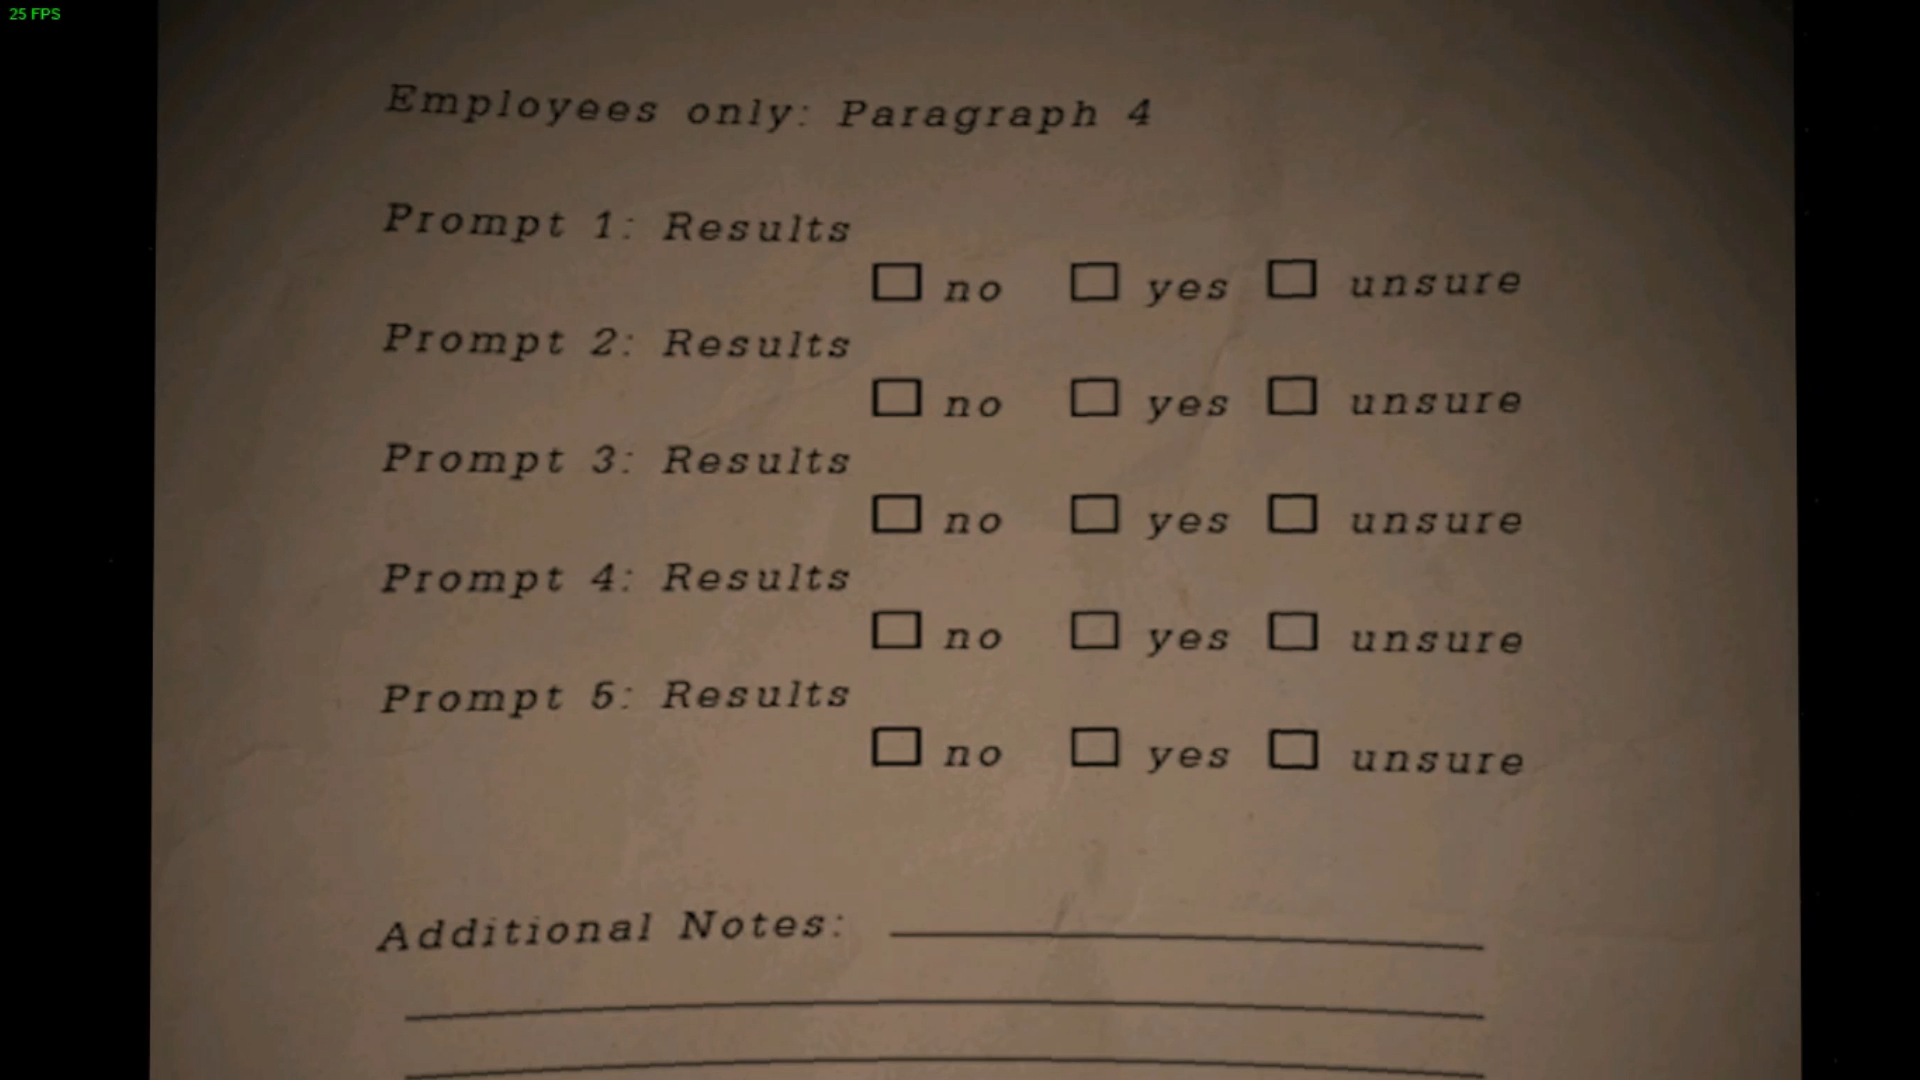 25 FPS
Employees only: Paragraph 4
Prompt 1: Results
no yes unsure
Prompt 2: Results
no yes unsure
Prompt 3: Results
no yes unsure
Prompt 4: Results
no yes unsure
Prompt 5: Results
no yes unsure
Additional Notes: